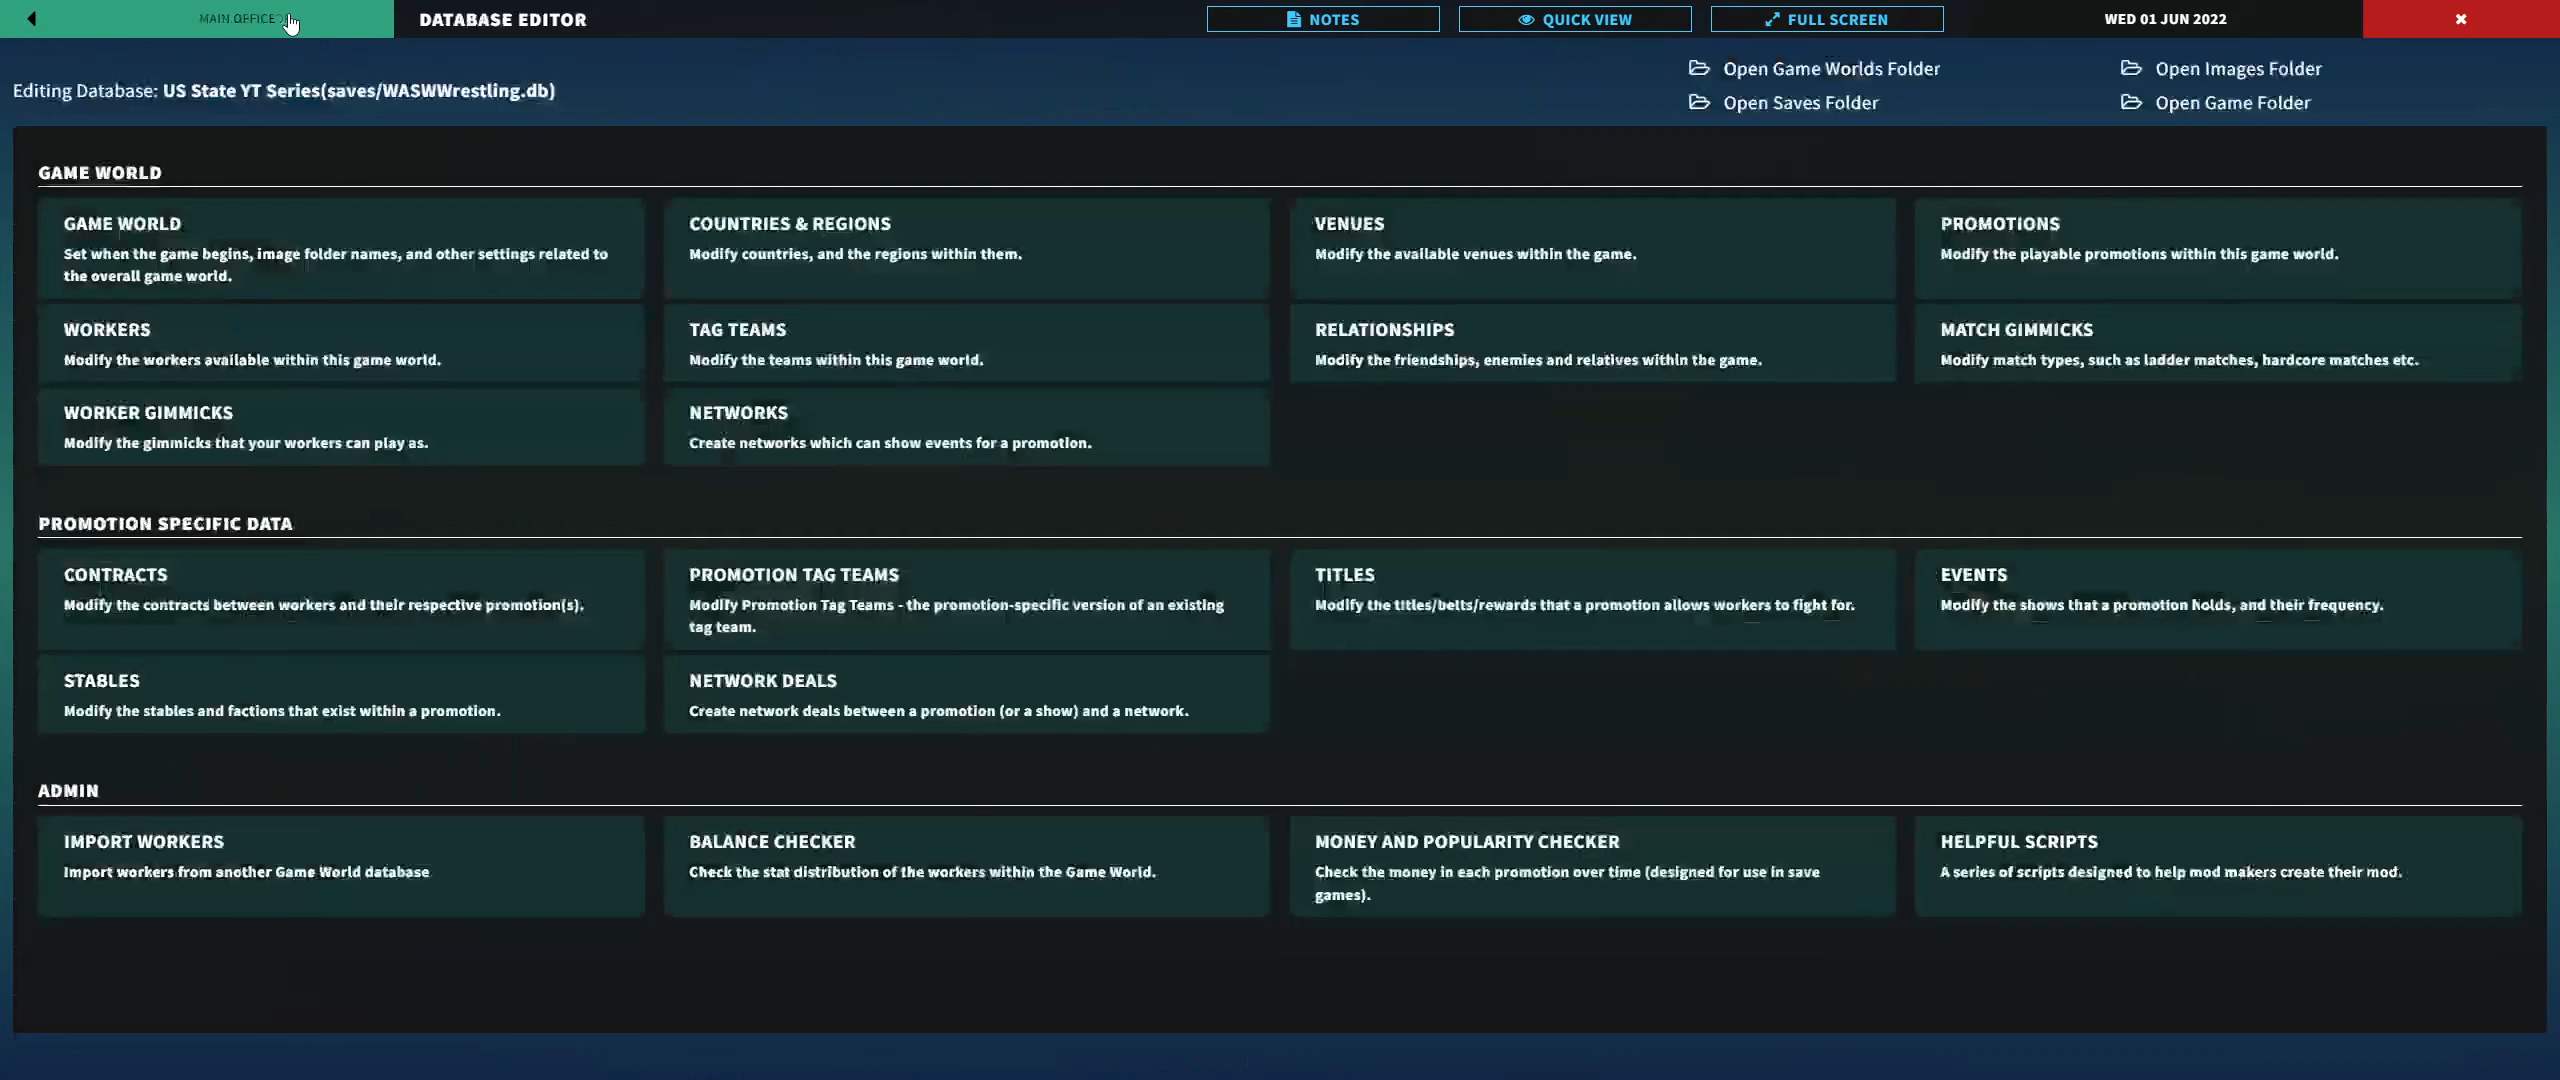 MAIN OFFICE
DATABASE EDITOR
NOTES
QUICK VIEW
FULL SCREEN
WED 01 JUN 2022
Editing Database: US State YT Series(saves/WASWWrestling.db)
Open Game Worlds Folder
Open Images Folder
Open Saves Folder
Open Game Folder
GAME WORLD
GAME WORLD
Set when the game begins, image folder names, and other settings related to
the overall game world.
COUNTRIES & REGIONS
Modify countries, and the regions within them.
VENUES
Modify the available venues within the game.
PROMOTIONS
Modify the playable promotions within this game world.
WORKERS
Modify the workers available within this game world.
TAG TEAMS
Modify the teams within this game world.
RELATIONSHIPS
Modify the friendships, enemies and relatives within the game.
MATCH GIMMICKS
Modify match types, such as ladder matches, hardcore matches etc.
WORKER GIMMICKS
Modify the gimmicks that your workers can play as.
NETWORKS
Create networks which can show events for a promotion.
PROMOTION SPECIFIC DATA
CONTRACTS
Modify the contracts between workers and their respective promotion(s).
PROMOTION TAG TEAMS
Modify Promotion Tag Teams - the promotion-specific version of an existing
tag team.
TITLES
Modify the titles/belts/rewards that a promotion allows workers to fight for.
EVENTS
Modify the shows that a promotion holds, and their frequency.
STABLES
Modify the stables and factions that exist within a promotion.
NETWORK DEALS
Create network deals between a promotion (or a show) and a network.
ADMIN
IMPORT WORKERS
Import workers from another Game World database
BALANCE CHECKER
Check the stat distribution of the workers within the Game World.
MONEY AND POPULARITY CHECKER
Check the money in each promotion over time (designed for use in save
games).
HELPFUL SCRIPTS
A series of scripts designed to help mod makers create their mod.